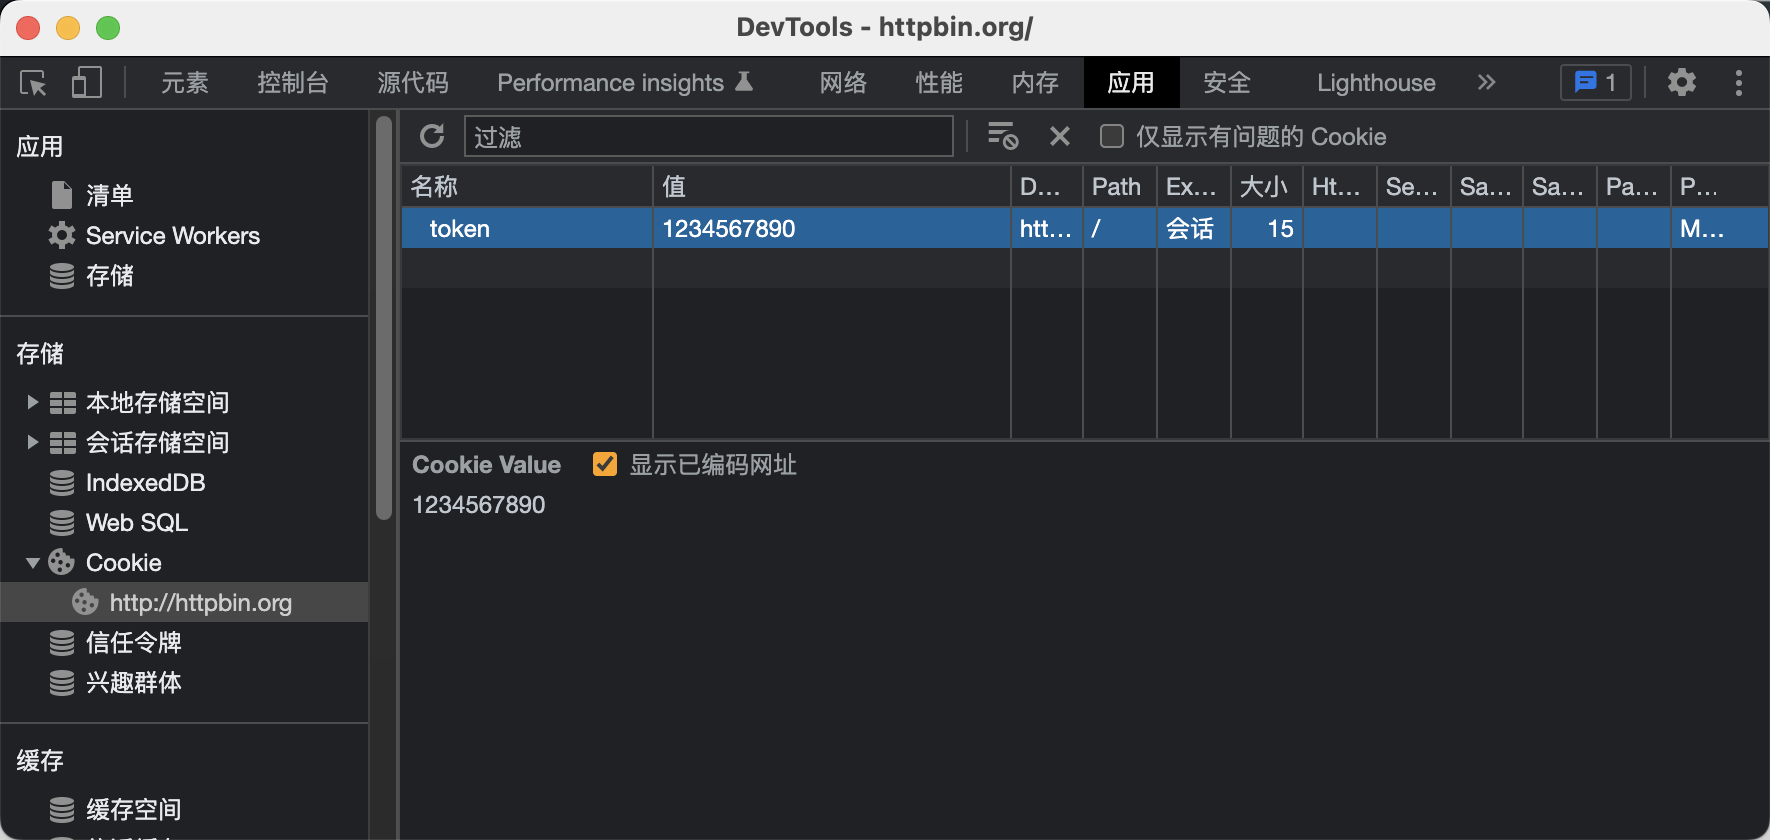 DevTools - httpbin.org/
元素 控制台 源代码 Performance insights 网络 性能 内存 应用 安全 Lighthouse 1
应用
清单
Service Workers
存储
存储
本地存储空间
会话存储空间
IndexedDB
Web SQL
Cookie
http://httpbin.org
信任令牌
兴趣群体
缓存
缓存空间
过滤 仅显示有问题的 Cookie
名称 值 D... Path Ex... 大小 Ht... Se... Sa... Sa... Pa... P...
token 1234567890 htt... / 会话 15 M...
Cookie Value 显示已编码网址
1234567890